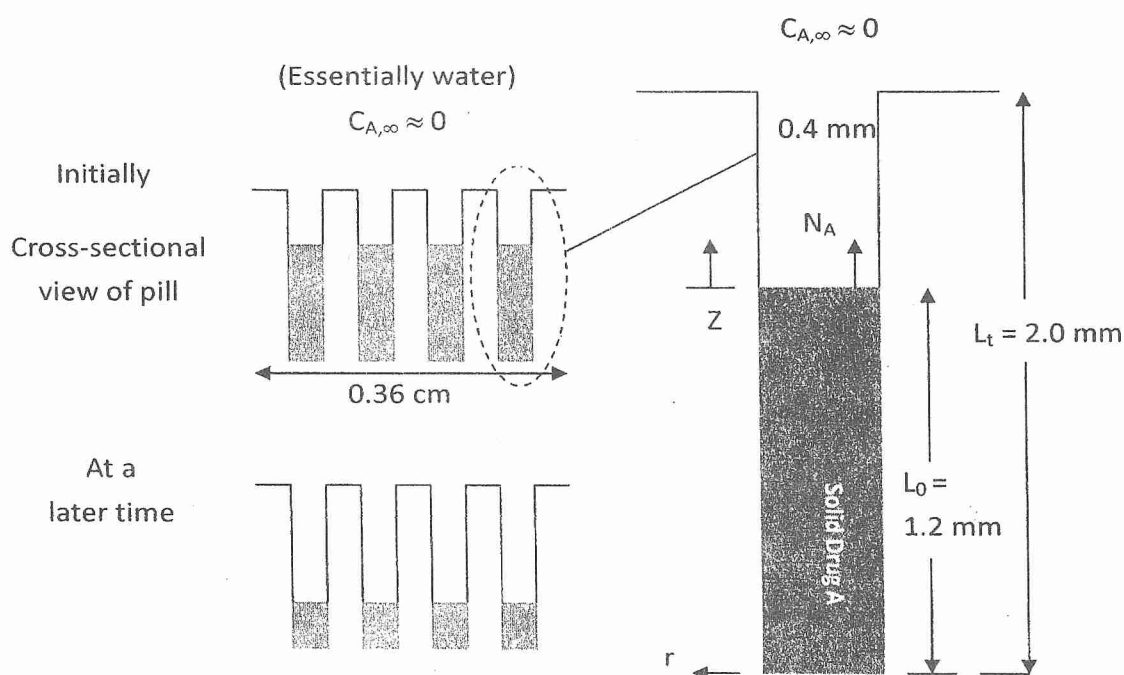 (Essentially water)
C_A,∞ ≈ 0
Initially
Cross-sectional
view of pill
0.36 cm
At a
later time
C_A,∞ ≈ 0
0.4 mm
N_A
Z
L_t = 2.0 mm
L_0 =
1.2 mm
Solid Drug A
r